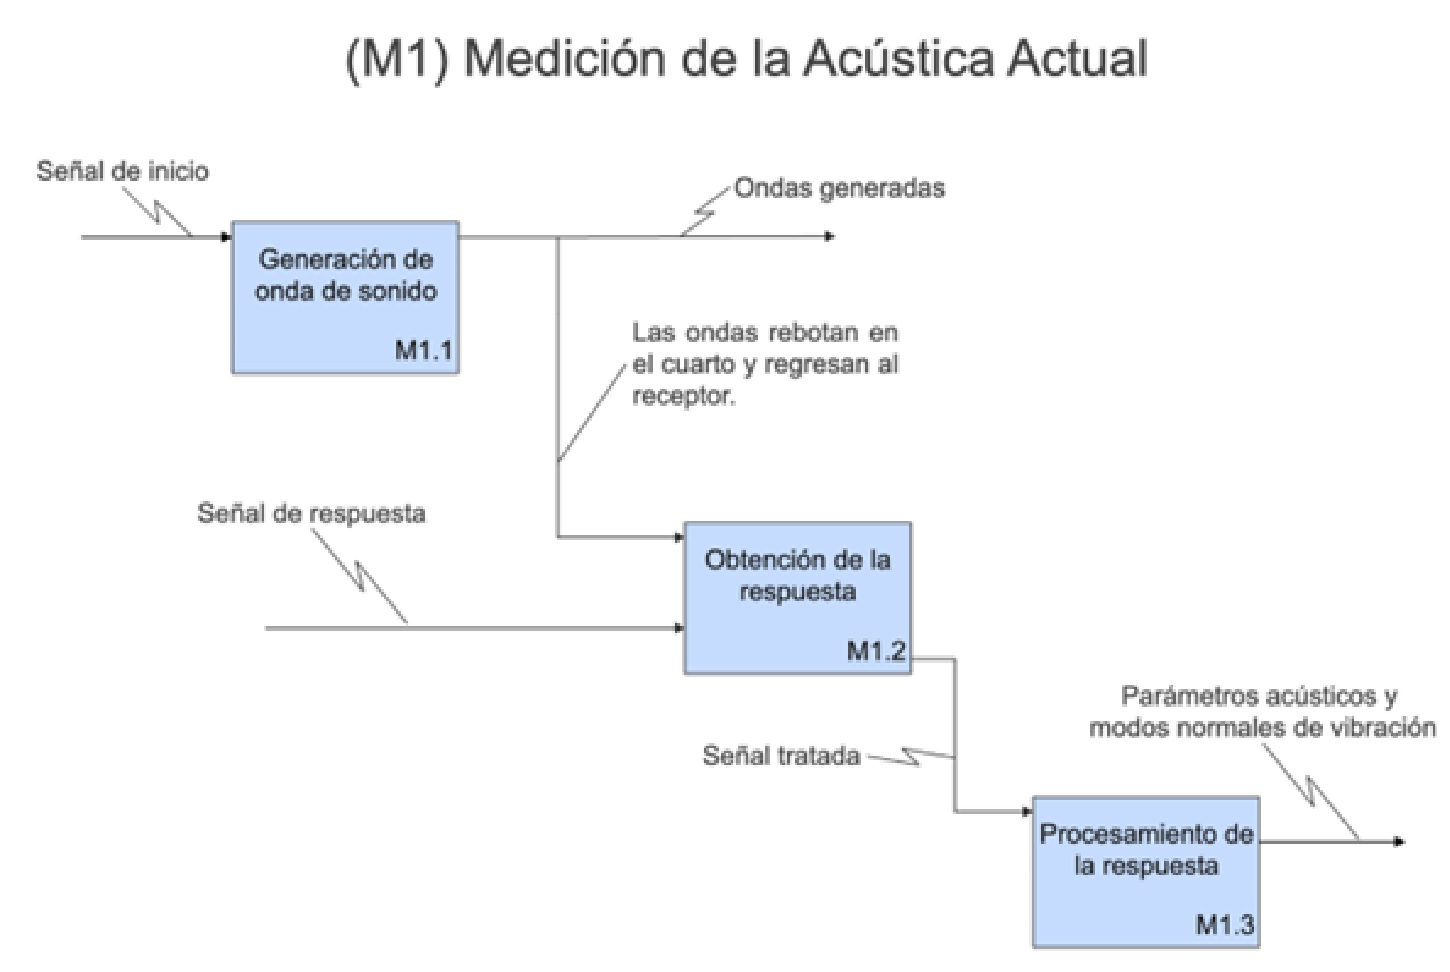 (M1) Medición de la Acústica Actual
Señal de inicio
Ondas generadas
Generación de
onda de sonido
M1.1
Las ondas rebotan en
el cuarto y regresan al
receptor.
Señal de respuesta
Obtención de la
respuesta
M1.2
Parámetros acústicos y
modos normales de vibración
Señal tratada
Procesamiento de
la respuesta
M1.3